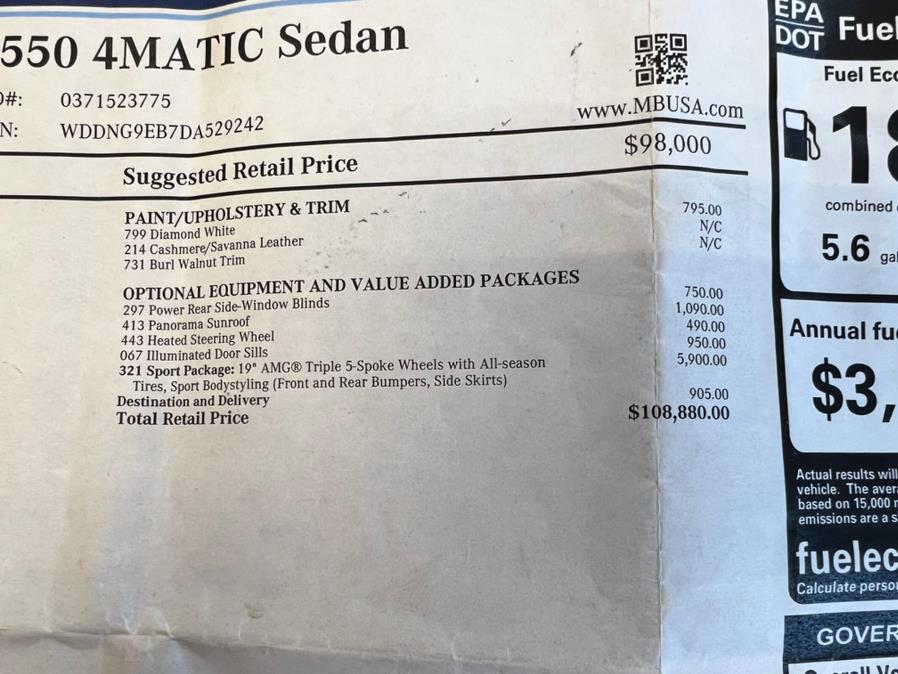 550 4MATIC Sedan
#: 0371523775
N: WDDNG9EB7DA529242
www.MBUSA.com
Suggested Retail Price $98,000
PAINT/UPHOLSTERY & TRIM
799 Diamond White 795.00
214 Cashmere/Savanna Leather N/C
731 Burl Walnut Trim N/C
OPTIONAL EQUIPMENT AND VALUE ADDED PACKAGES
297 Power Rear Side-Window Blinds 750.00
413 Panorama Sunroof 1,090.00
443 Heated Steering Wheel 490.00
067 Illuminated Door Sills 950.00
321 Sport Package: 19" AMG® Triple 5-Spoke Wheels with All-season 5,900.00
Tires, Sport Bodystyling (Front and Rear Bumpers, Side Skirts)
Destination and Delivery 905.00
Total Retail Price $108,880.00
EPA
DOT
Fuel
Fuel Eco
18
combined
5.6 gal
Annual fu
$3,
Actual results will
vehicle. The aver
based on 15,000 m
emissions are a s
fuelec
Calculate perso
GOVER